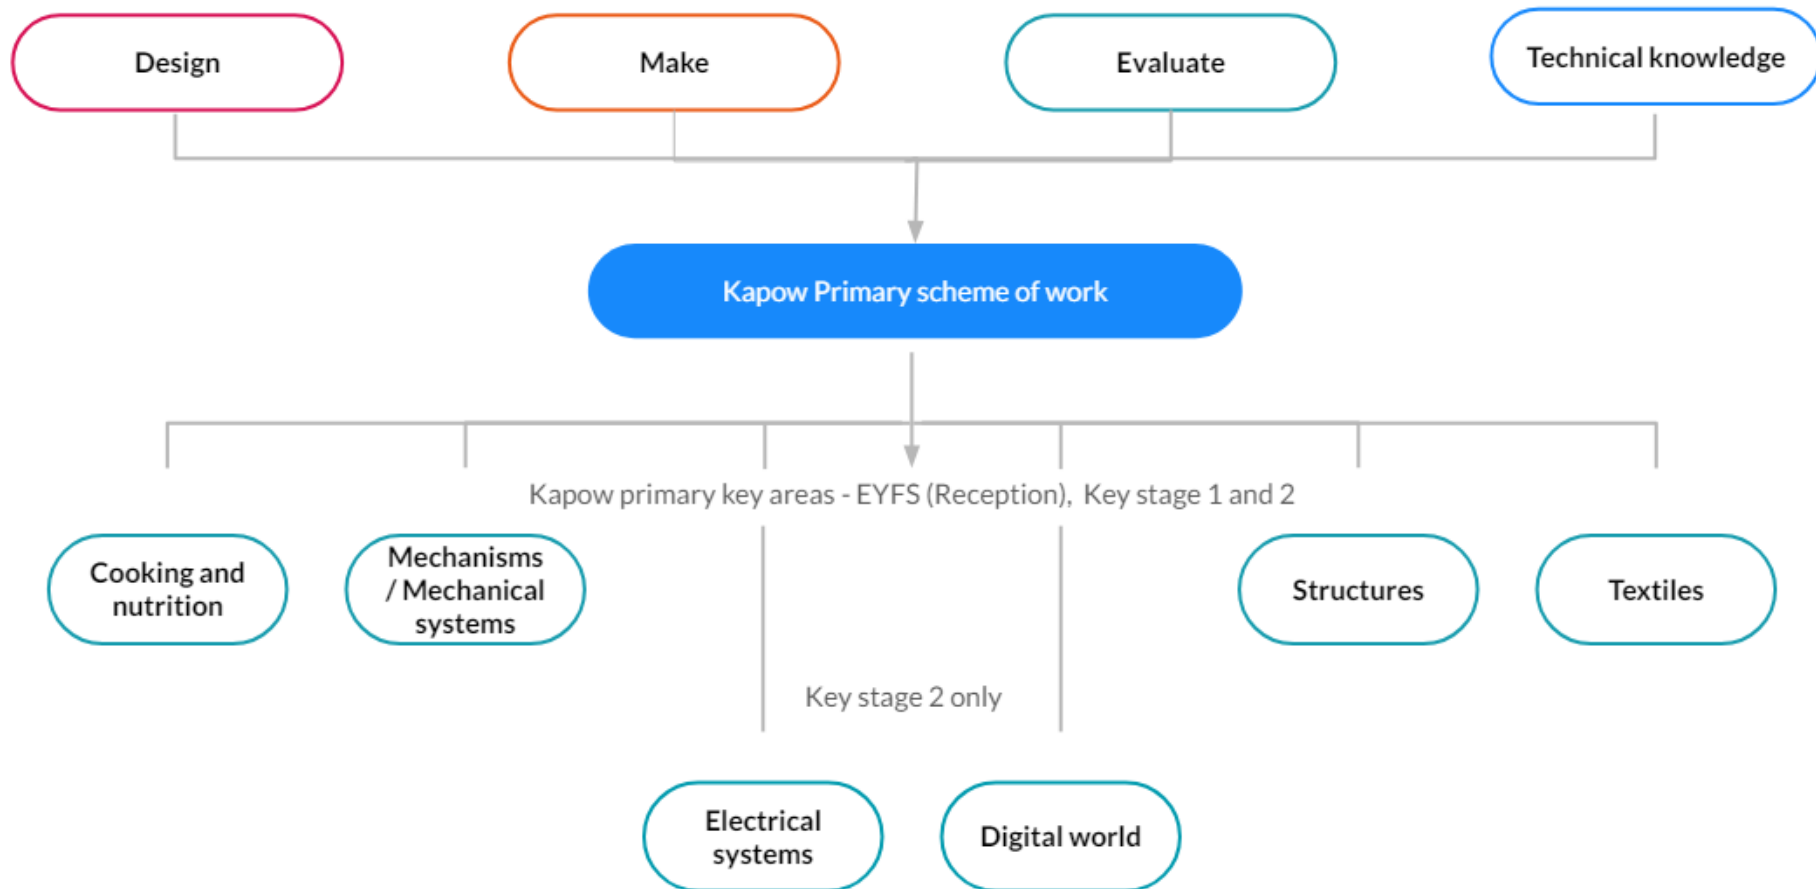 Design
Make
Evaluate
Technical knowledge
Kapow Primary scheme of work
Kapow primary key areas - EYFS (Reception), Key stage 1 and 2
Cooking and
nutrition
Mechanisms
/ Mechanical
systems
Structures
Textiles
Key stage 2 only
Electrical
systems
Digital world